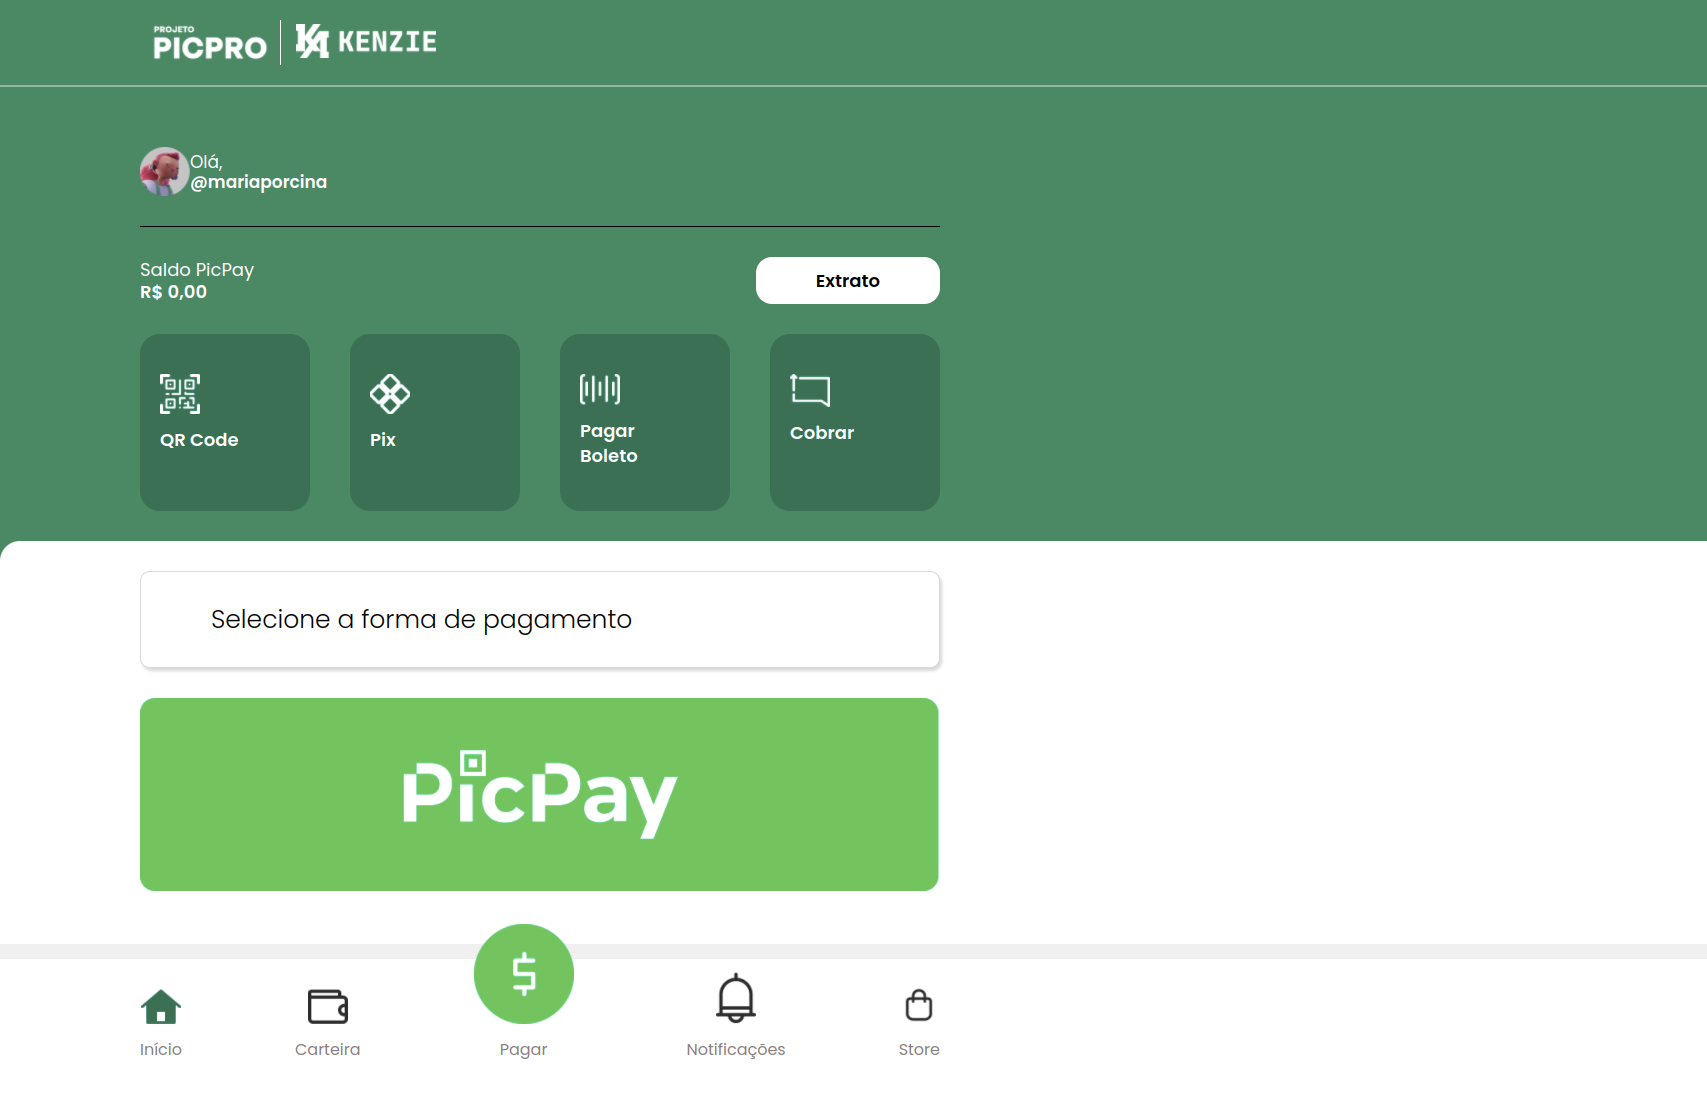 PROJETO
PICPRO
KENZIE
Olá,
@mariaporcina
Saldo PicPay
R$ 0,00
Extrato
QR Code
Pix
Pagar
Boleto
Cobrar
Selecione a forma de pagamento
PicPay
Início
Carteira
Pagar
Notificações
Store